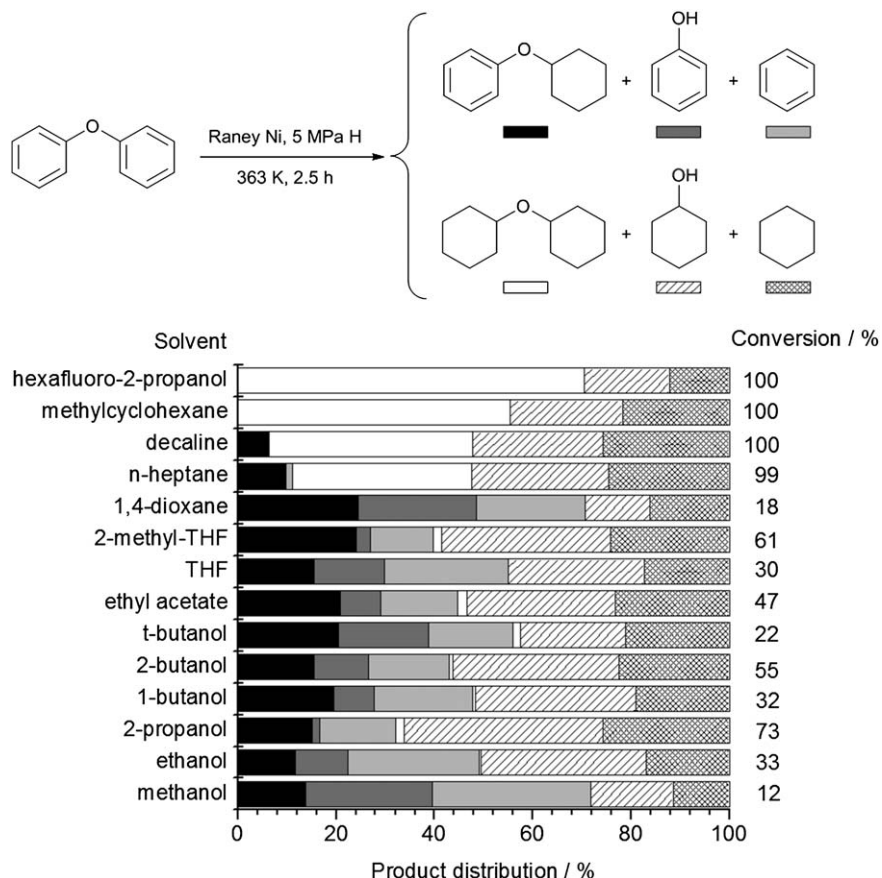 OH
O
+
+
O
Raney Ni, 5 MPa H
363 K, 2.5 h
OH
O
+
+
Solvent
Conversion / %
hexafluoro-2-propanol 100
methylcyclohexane 100
decaline 100
n-heptane 99
1,4-dioxane 18
2-methyl-THF 61
THF 30
ethyl acetate 47
t-butanol 22
2-butanol 55
1-butanol 32
2-propanol 73
ethanol 33
methanol 12
0 20 40 60 80 100
Product distribution / %